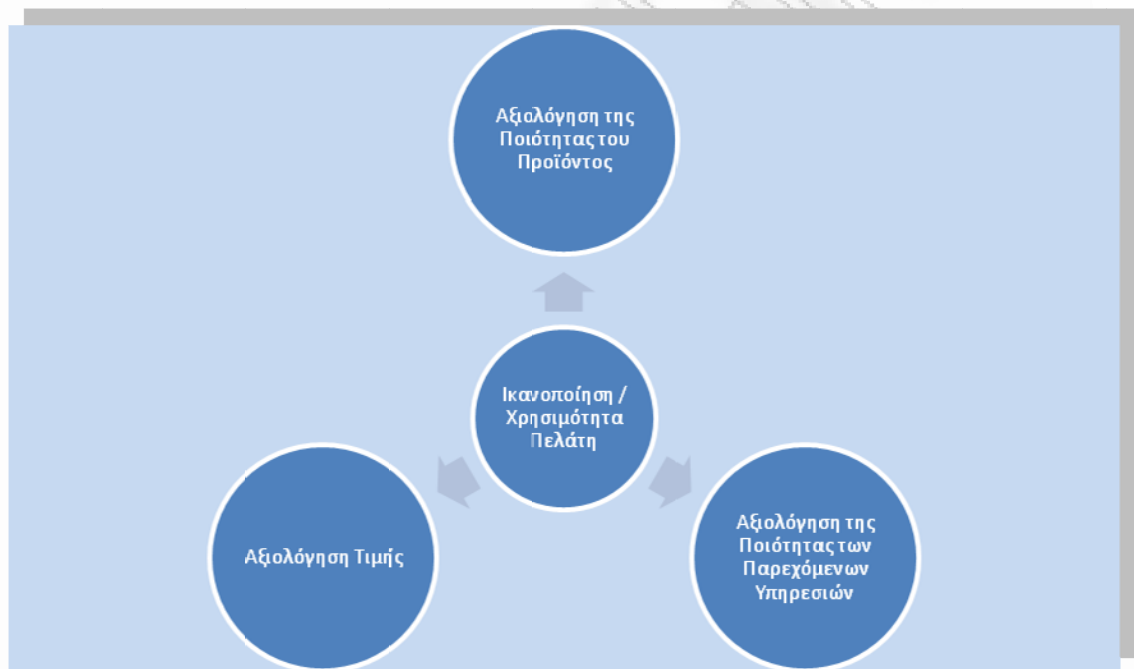 Αξιολόγηση της
Ποιότητας του
Προϊόντος
Ικανοποίηση /
Χρησιμότητα
Πελάτη
Αξιολόγηση Τιμής
Αξιολόγηση της
Ποιότητας των
Παρεχόμενων
Υπηρεσιών